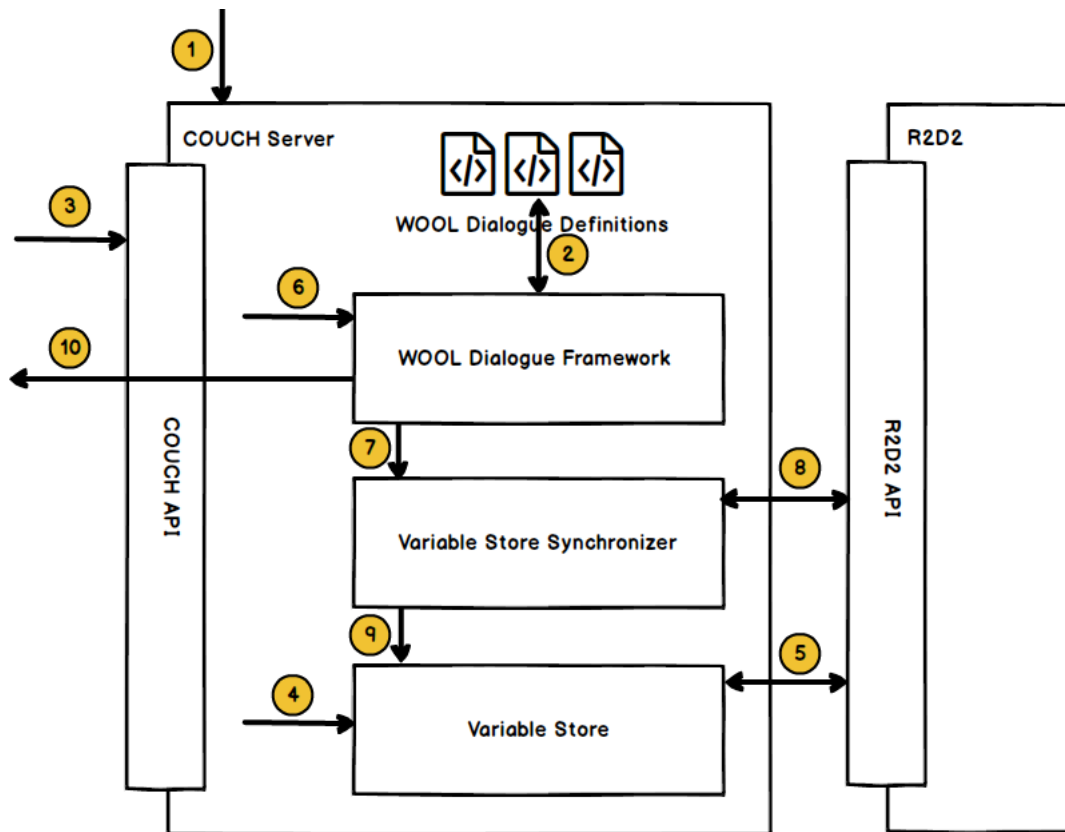 1
COUCH Server
R2D2
</>
</>
</>
3
WOOL Dialogue Definitions
2
6
10
WOOL Dialogue Framework
COUCH API
R2D2 API
7
8
Variable Store Synchronizer
9
5
4
Variable Store